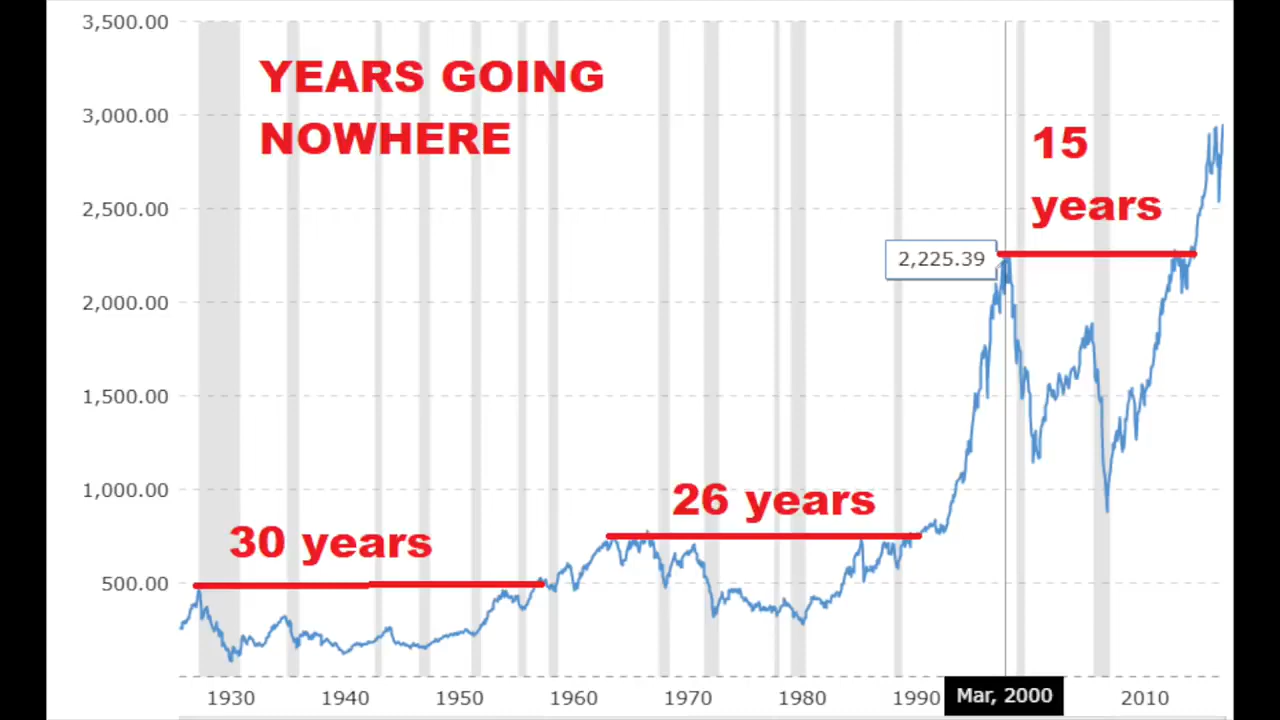 3,500.00
YEARS GOING
NOWHERE
3,000.00
15
years
2,500.00
2,225.39
2,000.00
1,500.00
1,000.00
26 years
30 years
500.00
1930 1940 1950 1960 1970 1980 1990 Mar, 2000 2010